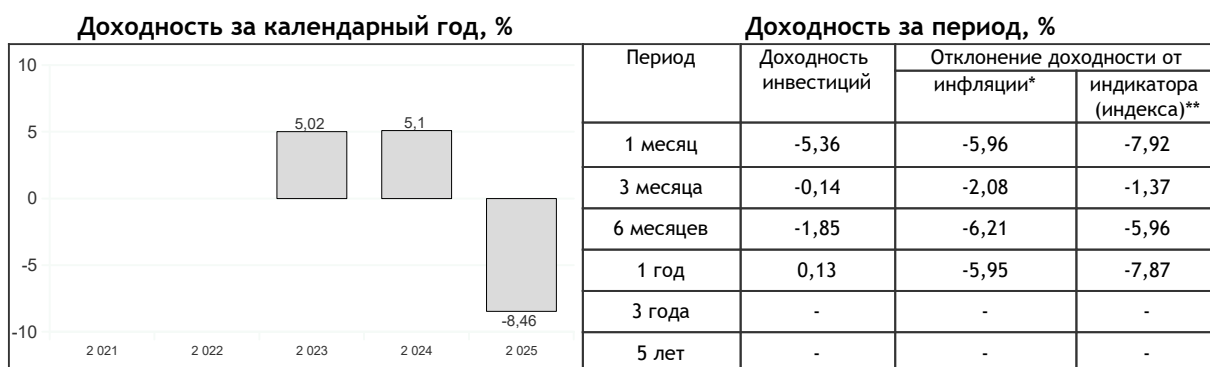 Доходность за календарный год, %
10
5
0
-5
-10
5,02
5,1
-8,46
2 021
2 022
2 023
2 024
2 025
Доходность за период, %
Период
Доходность
инвестиций
Отклонение доходности от
инфляции*
индикатора
(индекса)**
1 месяц -5,36 -5,96 -7,92
3 месяца -0,14 -2,08 -1,37
6 месяцев -1,85 -6,21 -5,96
1 год 0,13 -5,95 -7,87
3 года - - -
5 лет - - -